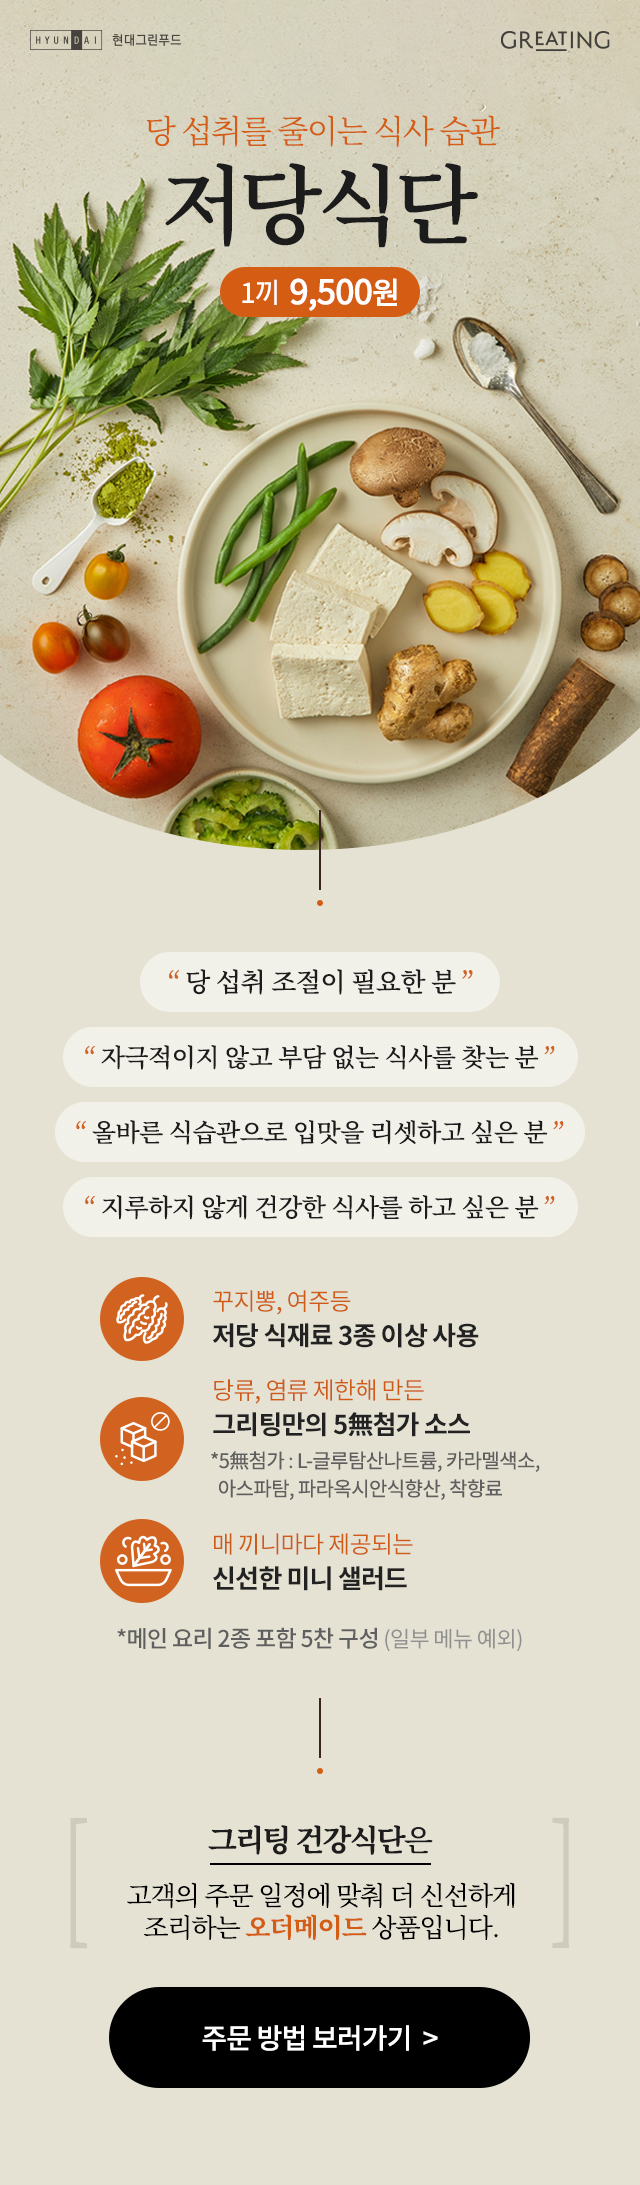 HYUNDAI 현대그린푸드
GREATING
당 섭취를 줄이는 식사 습관
저당식단
1끼 9,500원
“ 당 섭취 조절이 필요한 분 ”
“ 자극적이지 않고 부담 없는 식사를 찾는 분 ”
“ 올바른 식습관으로 입맛을 리셋하고 싶은 분 ”
“ 지루하지 않게 건강한 식사를 하고 싶은 분 ”
꾸지뽕, 여주등
저당 식재료 3종 이상 사용
당류, 염류 제한해 만든
그리팅만의 5無첨가 소스
*5無첨가 : L-글루탐산나트륨, 카라멜색소,
아스파탐, 파라옥시안식향산, 착향료
매 끼니마다 제공되는
신선한 미니 샐러드
*메인 요리 2종 포함 5찬 구성 (일부 메뉴 예외)
그리팅 건강식단은
고객의 주문 일정에 맞춰 더 신선하게
조리하는 오더메이드 상품입니다.
주문 방법 보러가기 >